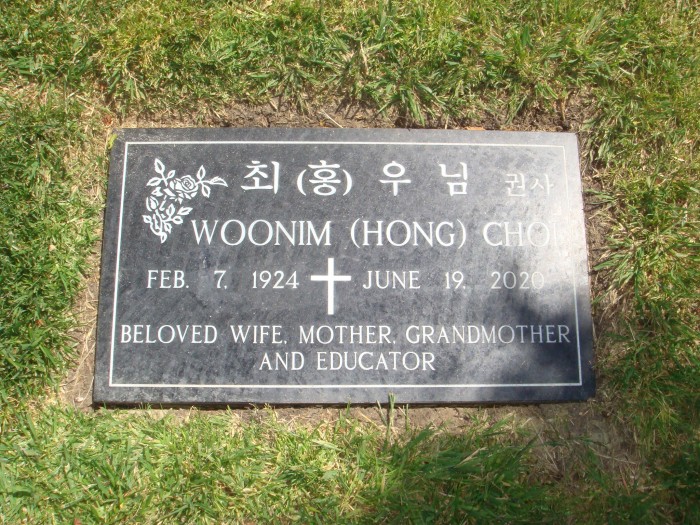 최 (홍) 우 님 권사
WOONIM (HONG) CHOI
FEB. 7, 1924 JUNE 19, 2020
BELOVED WIFE, MOTHER, GRANDMOTHER
AND EDUCATOR